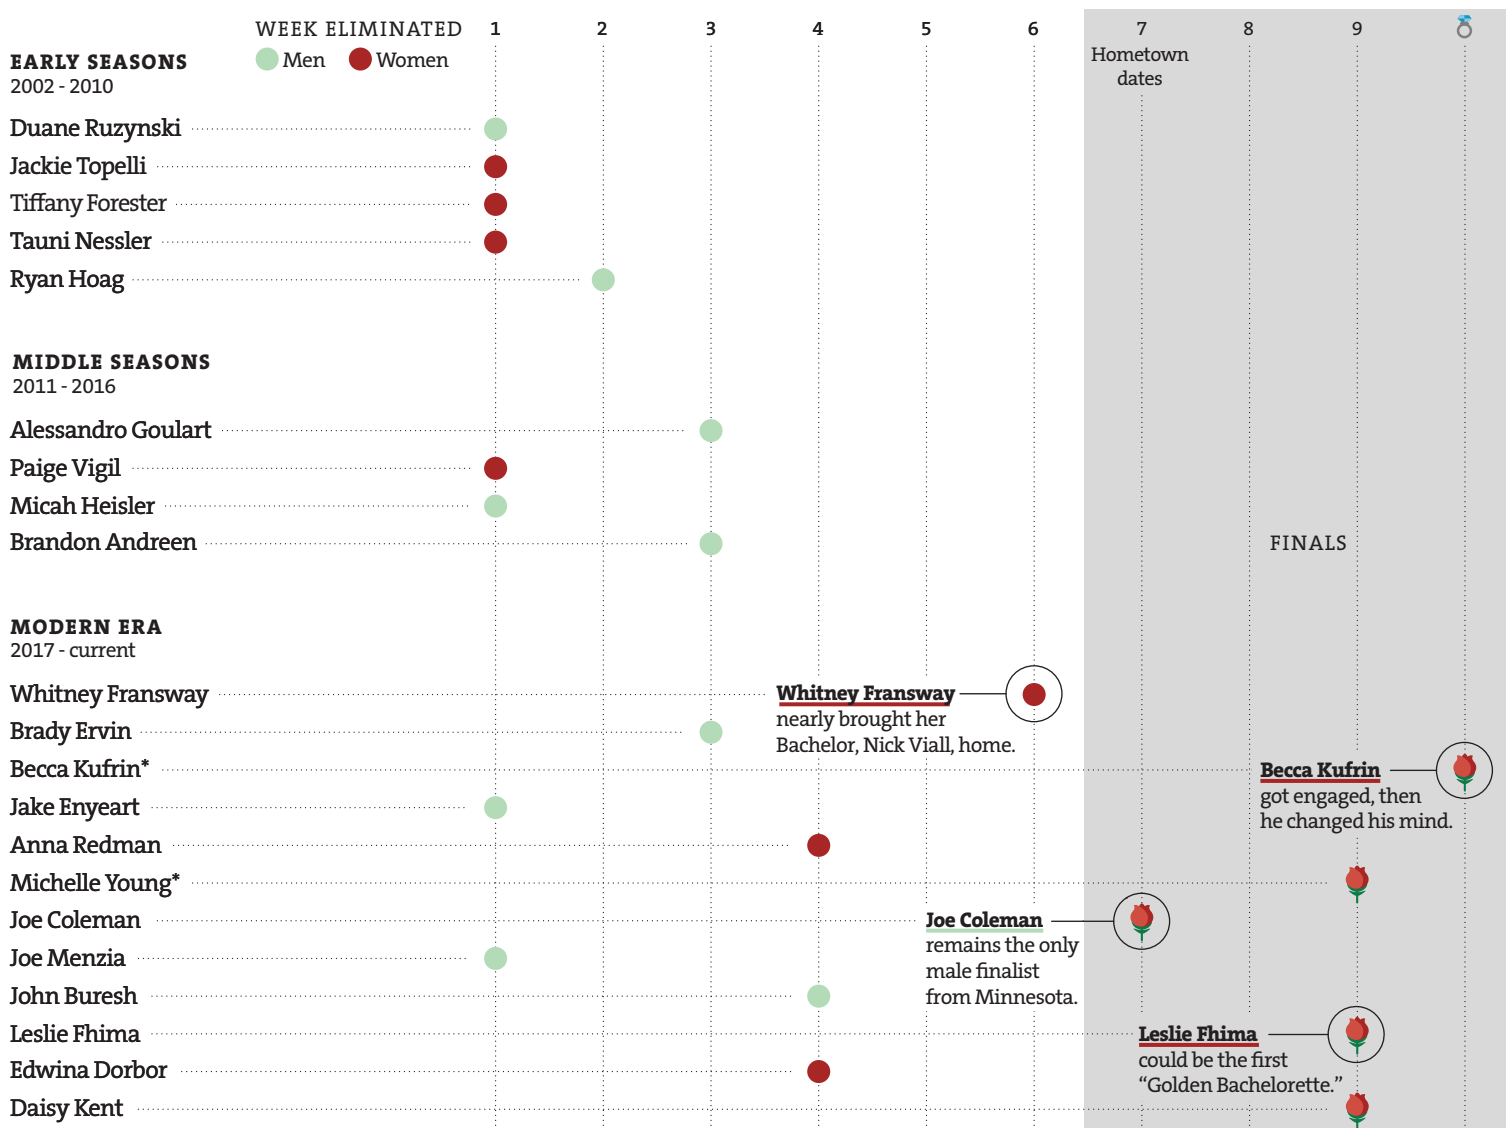 WEEK ELIMINATED 1 2 3 4 5 6 7 8 9
Men Women
Hometown
dates
EARLY SEASONS
2002 - 2010
Duane Ruzynski
Jackie Topelli
Tiffany Forester
Tauni Nessler
Ryan Hoag
MIDDLE SEASONS
2011 - 2016
Alessandro Goulart
Paige Vigil
Micah Heisler
Brandon Andreen
FINALS
MODERN ERA
2017 - current
Whitney Fransway
Whitney Fransway
nearly brought her
Bachelor, Nick Viall, home.
Brady Ervin
Becca Kufrin*
Becca Kufrin
got engaged, then
he changed his mind.
Jake Enyeart
Anna Redman
Michelle Young*
Joe Coleman
Joe Coleman
remains the only
male finalist
from Minnesota.
Joe Menzia
John Buresh
Leslie Fhima
Leslie Fhima
could be the first
“Golden Bachelorette.”
Edwina Dorbor
Daisy Kent